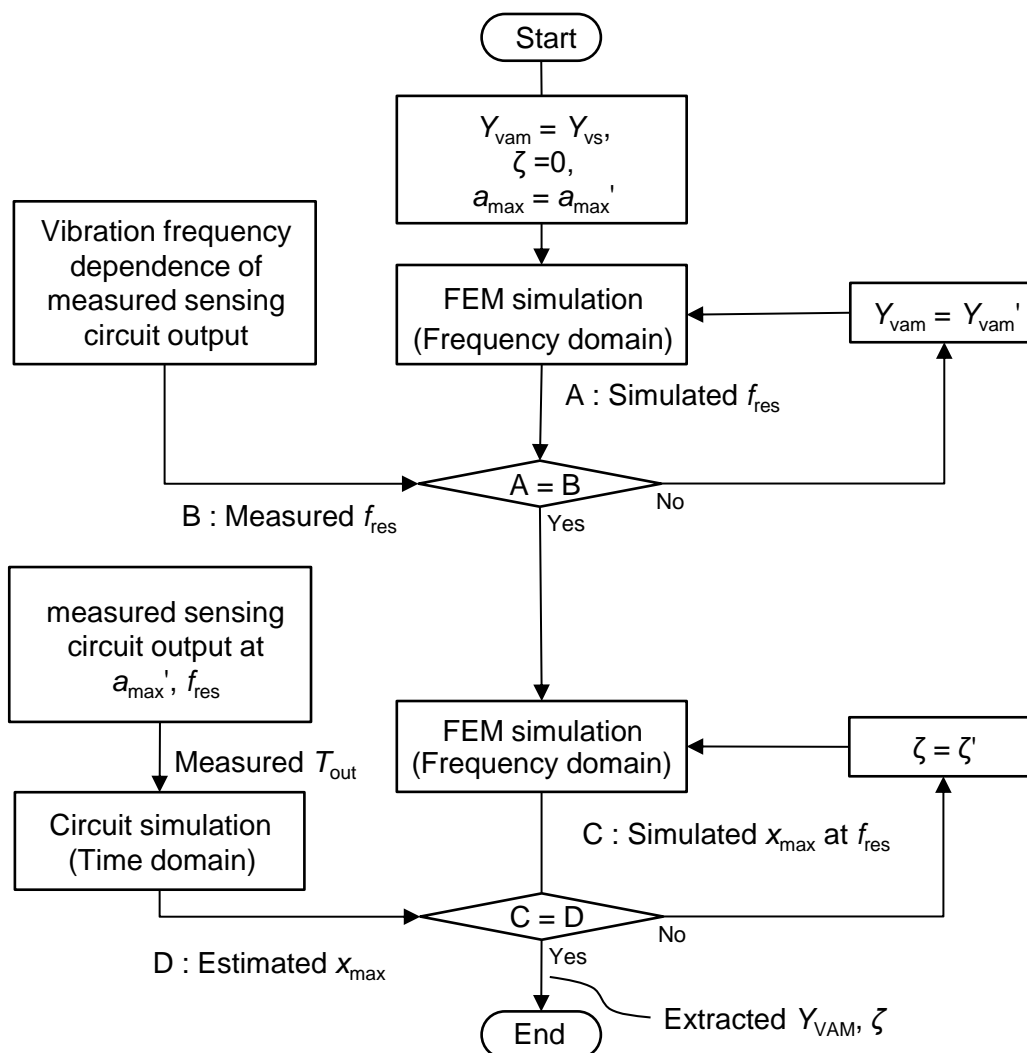 Start
Y_vam = Y_vs,
ζ =0,
a_max = a_max'
Vibration frequency
dependence of
measured sensing
circuit output
FEM simulation
(Frequency domain)
Y_vam = Y_vam'
A : Simulated f_res
A = B
No
B : Measured f_res
Yes
measured sensing
circuit output at
a_max', f_res
FEM simulation
(Frequency domain)
ζ = ζ'
Measured T_out
Circuit simulation
(Time domain)
C : Simulated x_max at f_res
C = D
No
D : Estimated x_max
Yes
Extracted Y_VAM, ζ
End